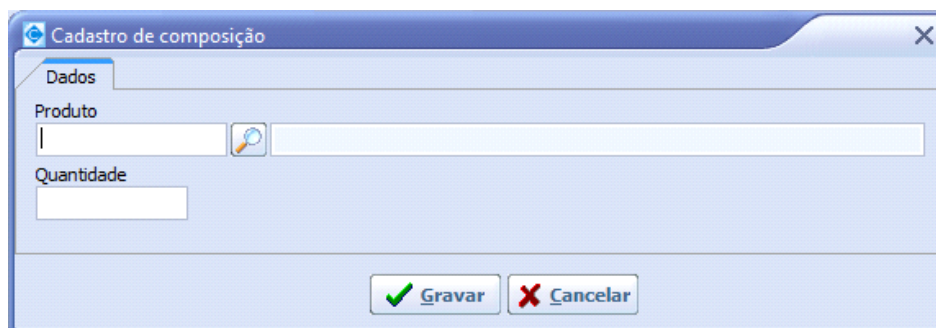 Cadastro de composição
Dados
Produto
Quantidade
Gravar
Cancelar